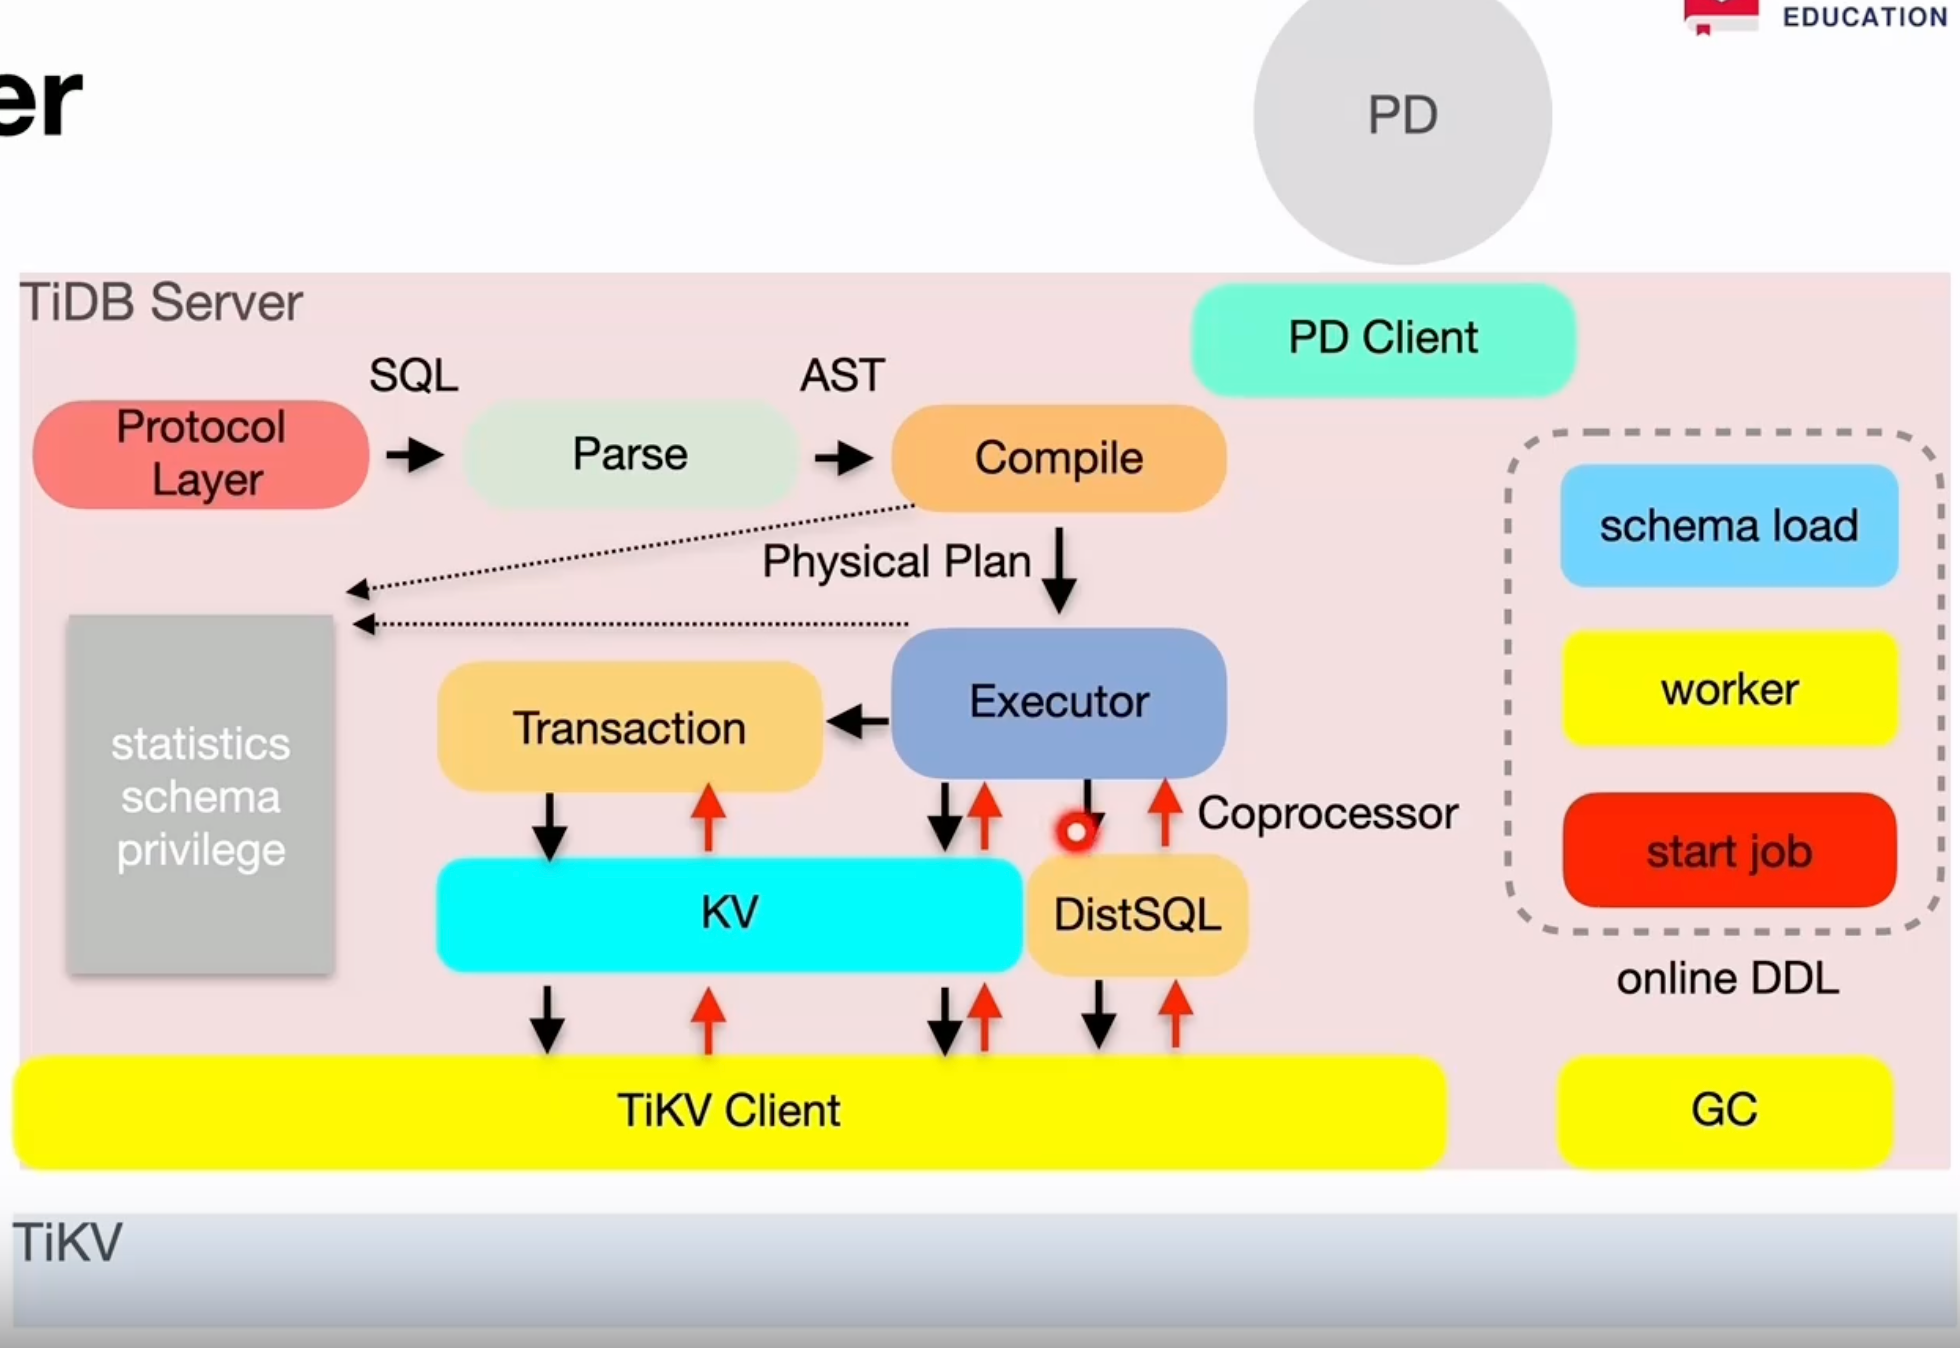 EDUCATION
er
PD
TiDB Server
PD Client
SQL
AST
Protocol
Layer
Parse
Compile
Physical Plan
schema load
worker
start job
online DDL
statistics
schema
privilege
Transaction
Executor
Coprocessor
KV
DistSQL
TiKV Client
GC
TiKV